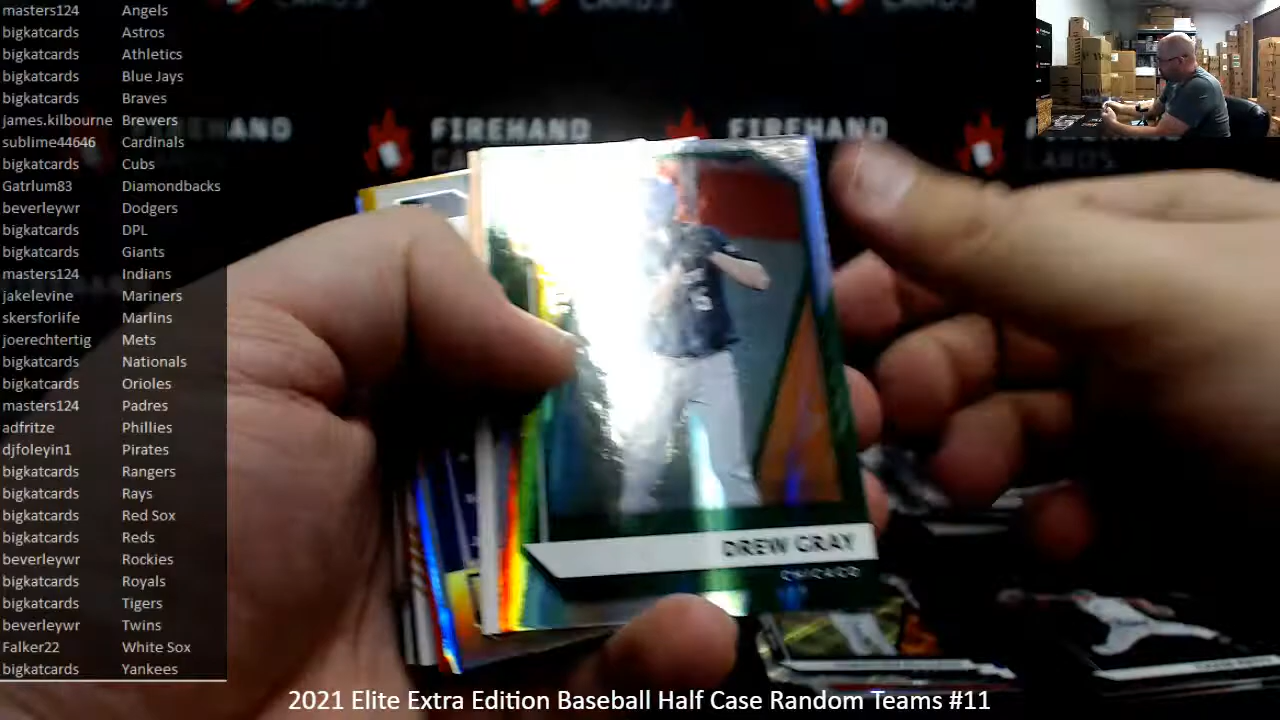 masters124 Angels
bigkatcards Astros
bigkatcards Athletics
bigkatcards Blue Jays
bigkatcards Braves
james.kilbourne Brewers
sublime44646 Cardinals
bigkatcards Cubs
Gatrlum83 Diamondbacks
beverleywr Dodgers
bigkatcards DPL
bigkatcards Giants
masters124 Indians
jakelevine Mariners
skersforlife Marlins
joerechtertig Mets
bigkatcards Nationals
bigkatcards Orioles
masters124 Padres
adfritze Phillies
djfoleyin1 Pirates
bigkatcards Rangers
bigkatcards Rays
bigkatcards Red Sox
bigkatcards Reds
beverleywr Rockies
bigkatcards Royals
bigkatcards Tigers
beverleywr Twins
Falker22 White Sox
bigkatcards Yankees
FIREHAND
CARDS
FIREHAND
CARDS
DREW GRAY
CHICAGO
2021 Elite Extra Edition Baseball Half Case Random Teams #11